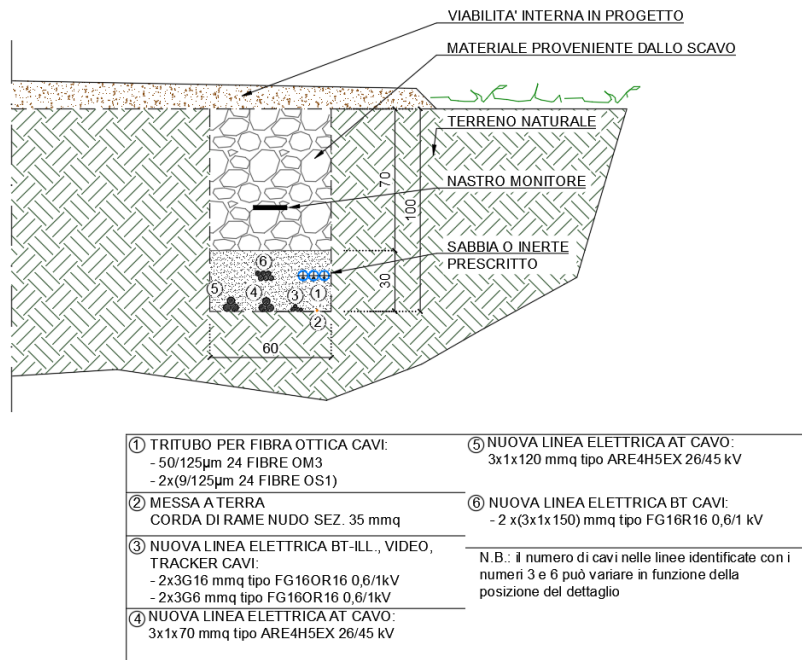 VIABILITA' INTERNA IN PROGETTO
MATERIALE PROVENIENTE DALLO SCAVO
TERRENO NATURALE
70
100
NASTRO MONITORE
SABBIA O INERTE
PRESCRITTO
30
6
5
4
3
1
2
60
1 TRITUBO PER FIBRA OTTICA CAVI:
- 50/125µm 24 FIBRE OM3
- 2x(9/125µm 24 FIBRE OS1)
2 MESSA A TERRA
CORDA DI RAME NUDO SEZ. 35 mmq
3 NUOVA LINEA ELETTRICA BT-ILL., VIDEO,
TRACKER CAVI:
- 2x3G16 mmq tipo FG16OR16 0,6/1kV
- 2x3G6 mmq tipo FG16OR16 0,6/1kV
4 NUOVA LINEA ELETTRICA AT CAVO:
3x1x70 mmq tipo ARE4H5EX 26/45 kV
5 NUOVA LINEA ELETTRICA AT CAVO:
3x1x120 mmq tipo ARE4H5EX 26/45 kV
6 NUOVA LINEA ELETTRICA BT CAVI:
- 2 x(3x1x150) mmq tipo FG16R16 0,6/1 kV
N.B.: il numero di cavi nelle linee identificate con i
numeri 3 e 6 può variare in funzione della
posizione del dettaglio